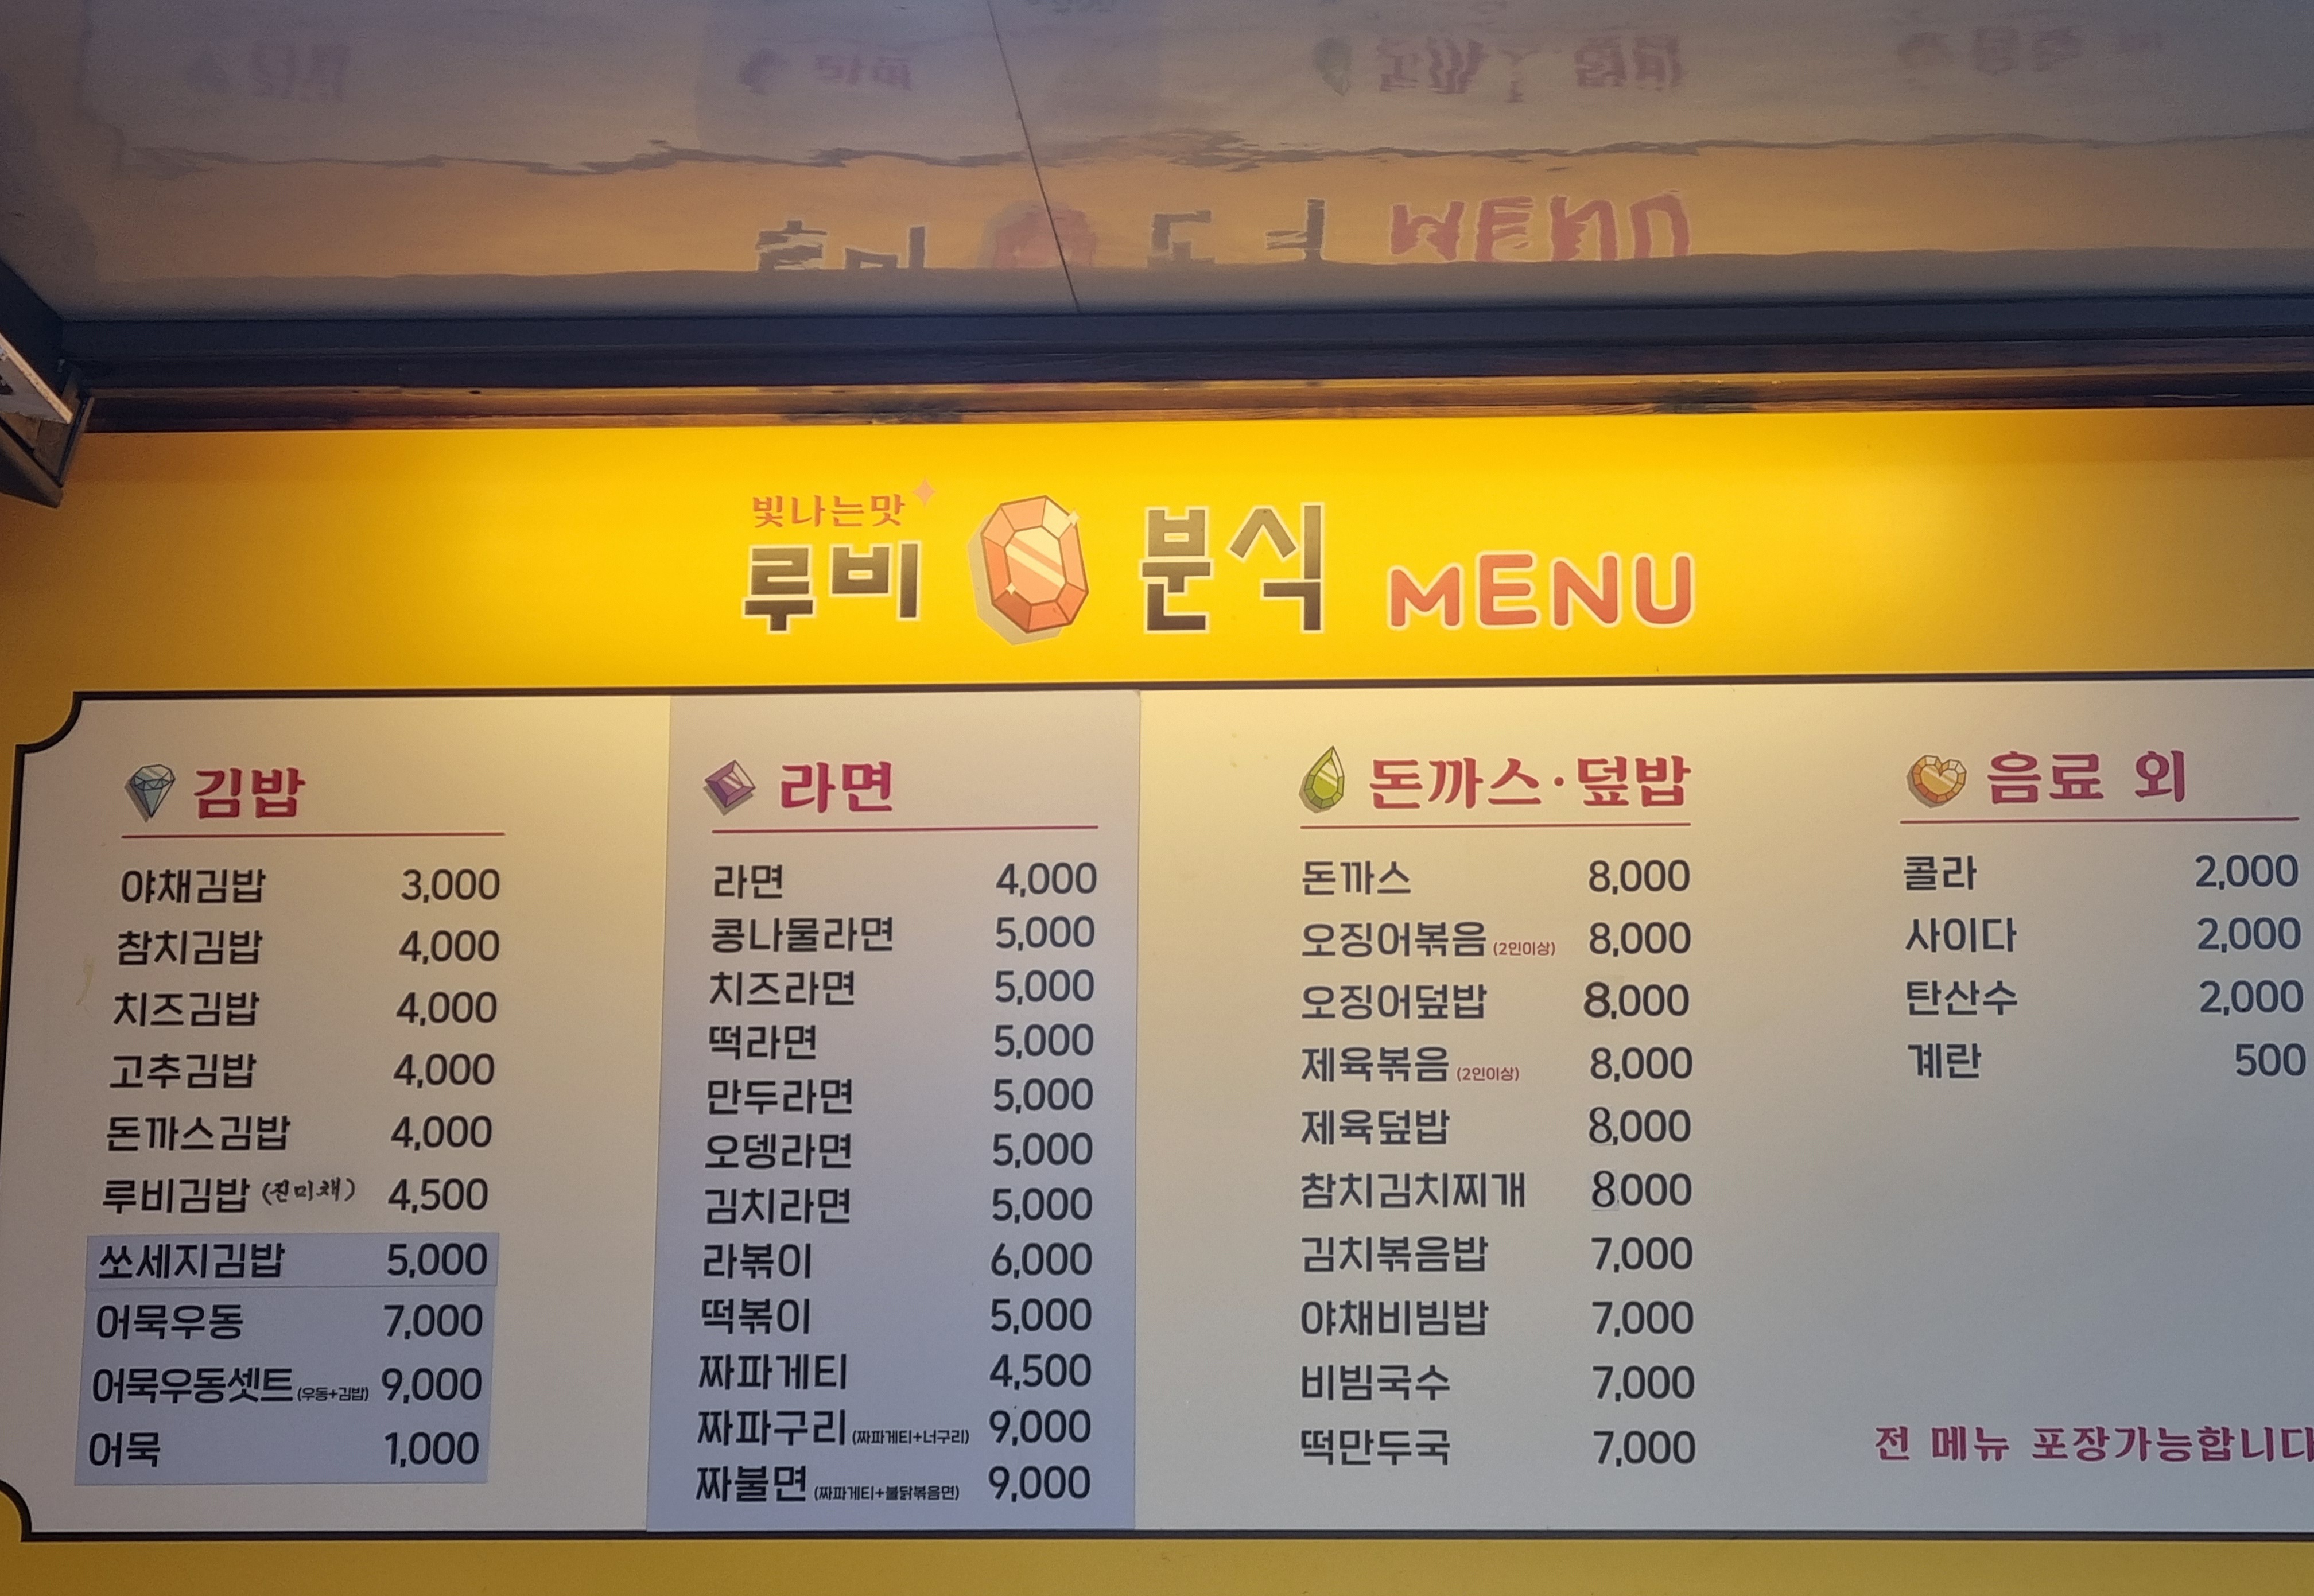 빛나는맛
루비 분식 MENU
김밥
야채김밥 3,000
참치김밥 4,000
치즈김밥 4,000
고추김밥 4,000
돈까스김밥 4,000
루비김밥 (진미채) 4,500
쏘세지김밥 5,000
어묵우동 7,000
어묵우동셋트 (우동+김밥) 9,000
어묵 1,000
라면
라면 4,000
콩나물라면 5,000
치즈라면 5,000
떡라면 5,000
만두라면 5,000
오뎅라면 5,000
김치라면 5,000
라볶이 6,000
떡볶이 5,000
짜파게티 4,500
짜파구리 (짜파게티+너구리) 9,000
짜불면 (짜파게티+불닭볶음면) 9,000
돈까스·덮밥
돈까스 8,000
오징어볶음 (2인이상) 8,000
오징어덮밥 8,000
제육볶음 (2인이상) 8,000
제육덮밥 8,000
참치김치찌개 8000
김치볶음밥 7,000
야채비빔밥 7,000
비빔국수 7,000
떡만두국 7,000
음료 외
콜라 2,000
사이다 2,000
탄산수 2,000
계란 500
전 메뉴 포장가능합니다